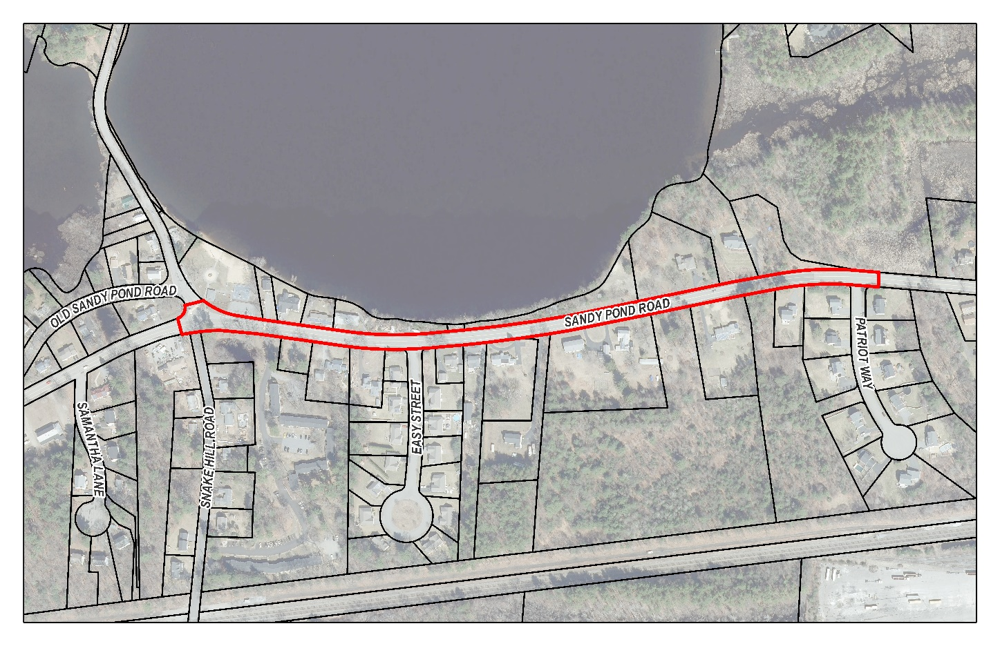 OLD SANDY POND ROAD
SANDY POND ROAD
PATRIOT WAY
EASY STREET
SAMANTHA LANE
SNAKE HILL ROAD